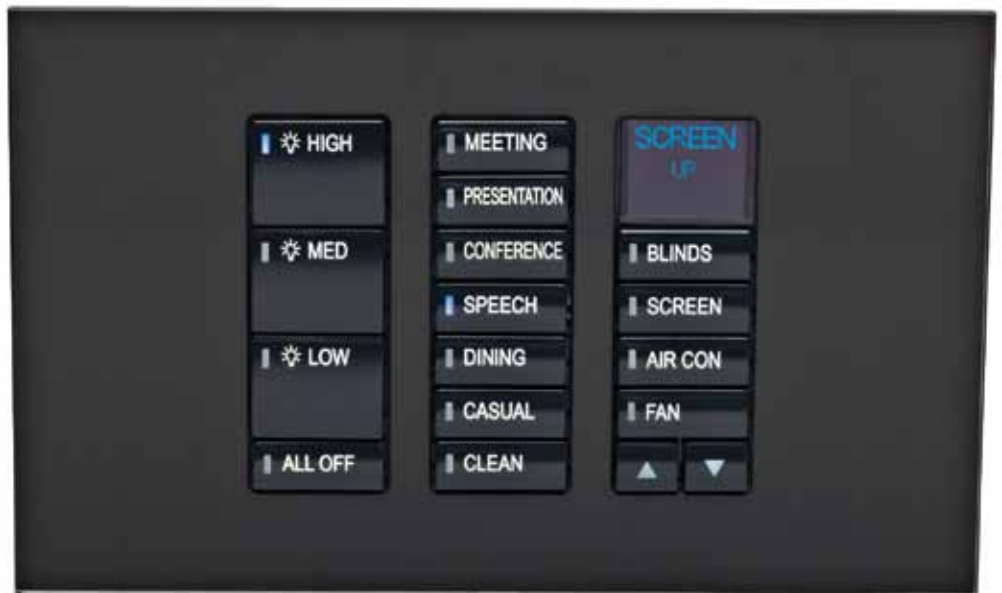 HIGH
MED
LOW
ALL OFF
MEETING
PRESENTATION
CONFERENCE
SPEECH
DINING
CASUAL
CLEAN
SCREEN
UP
BLINDS
SCREEN
AIR CON
FAN